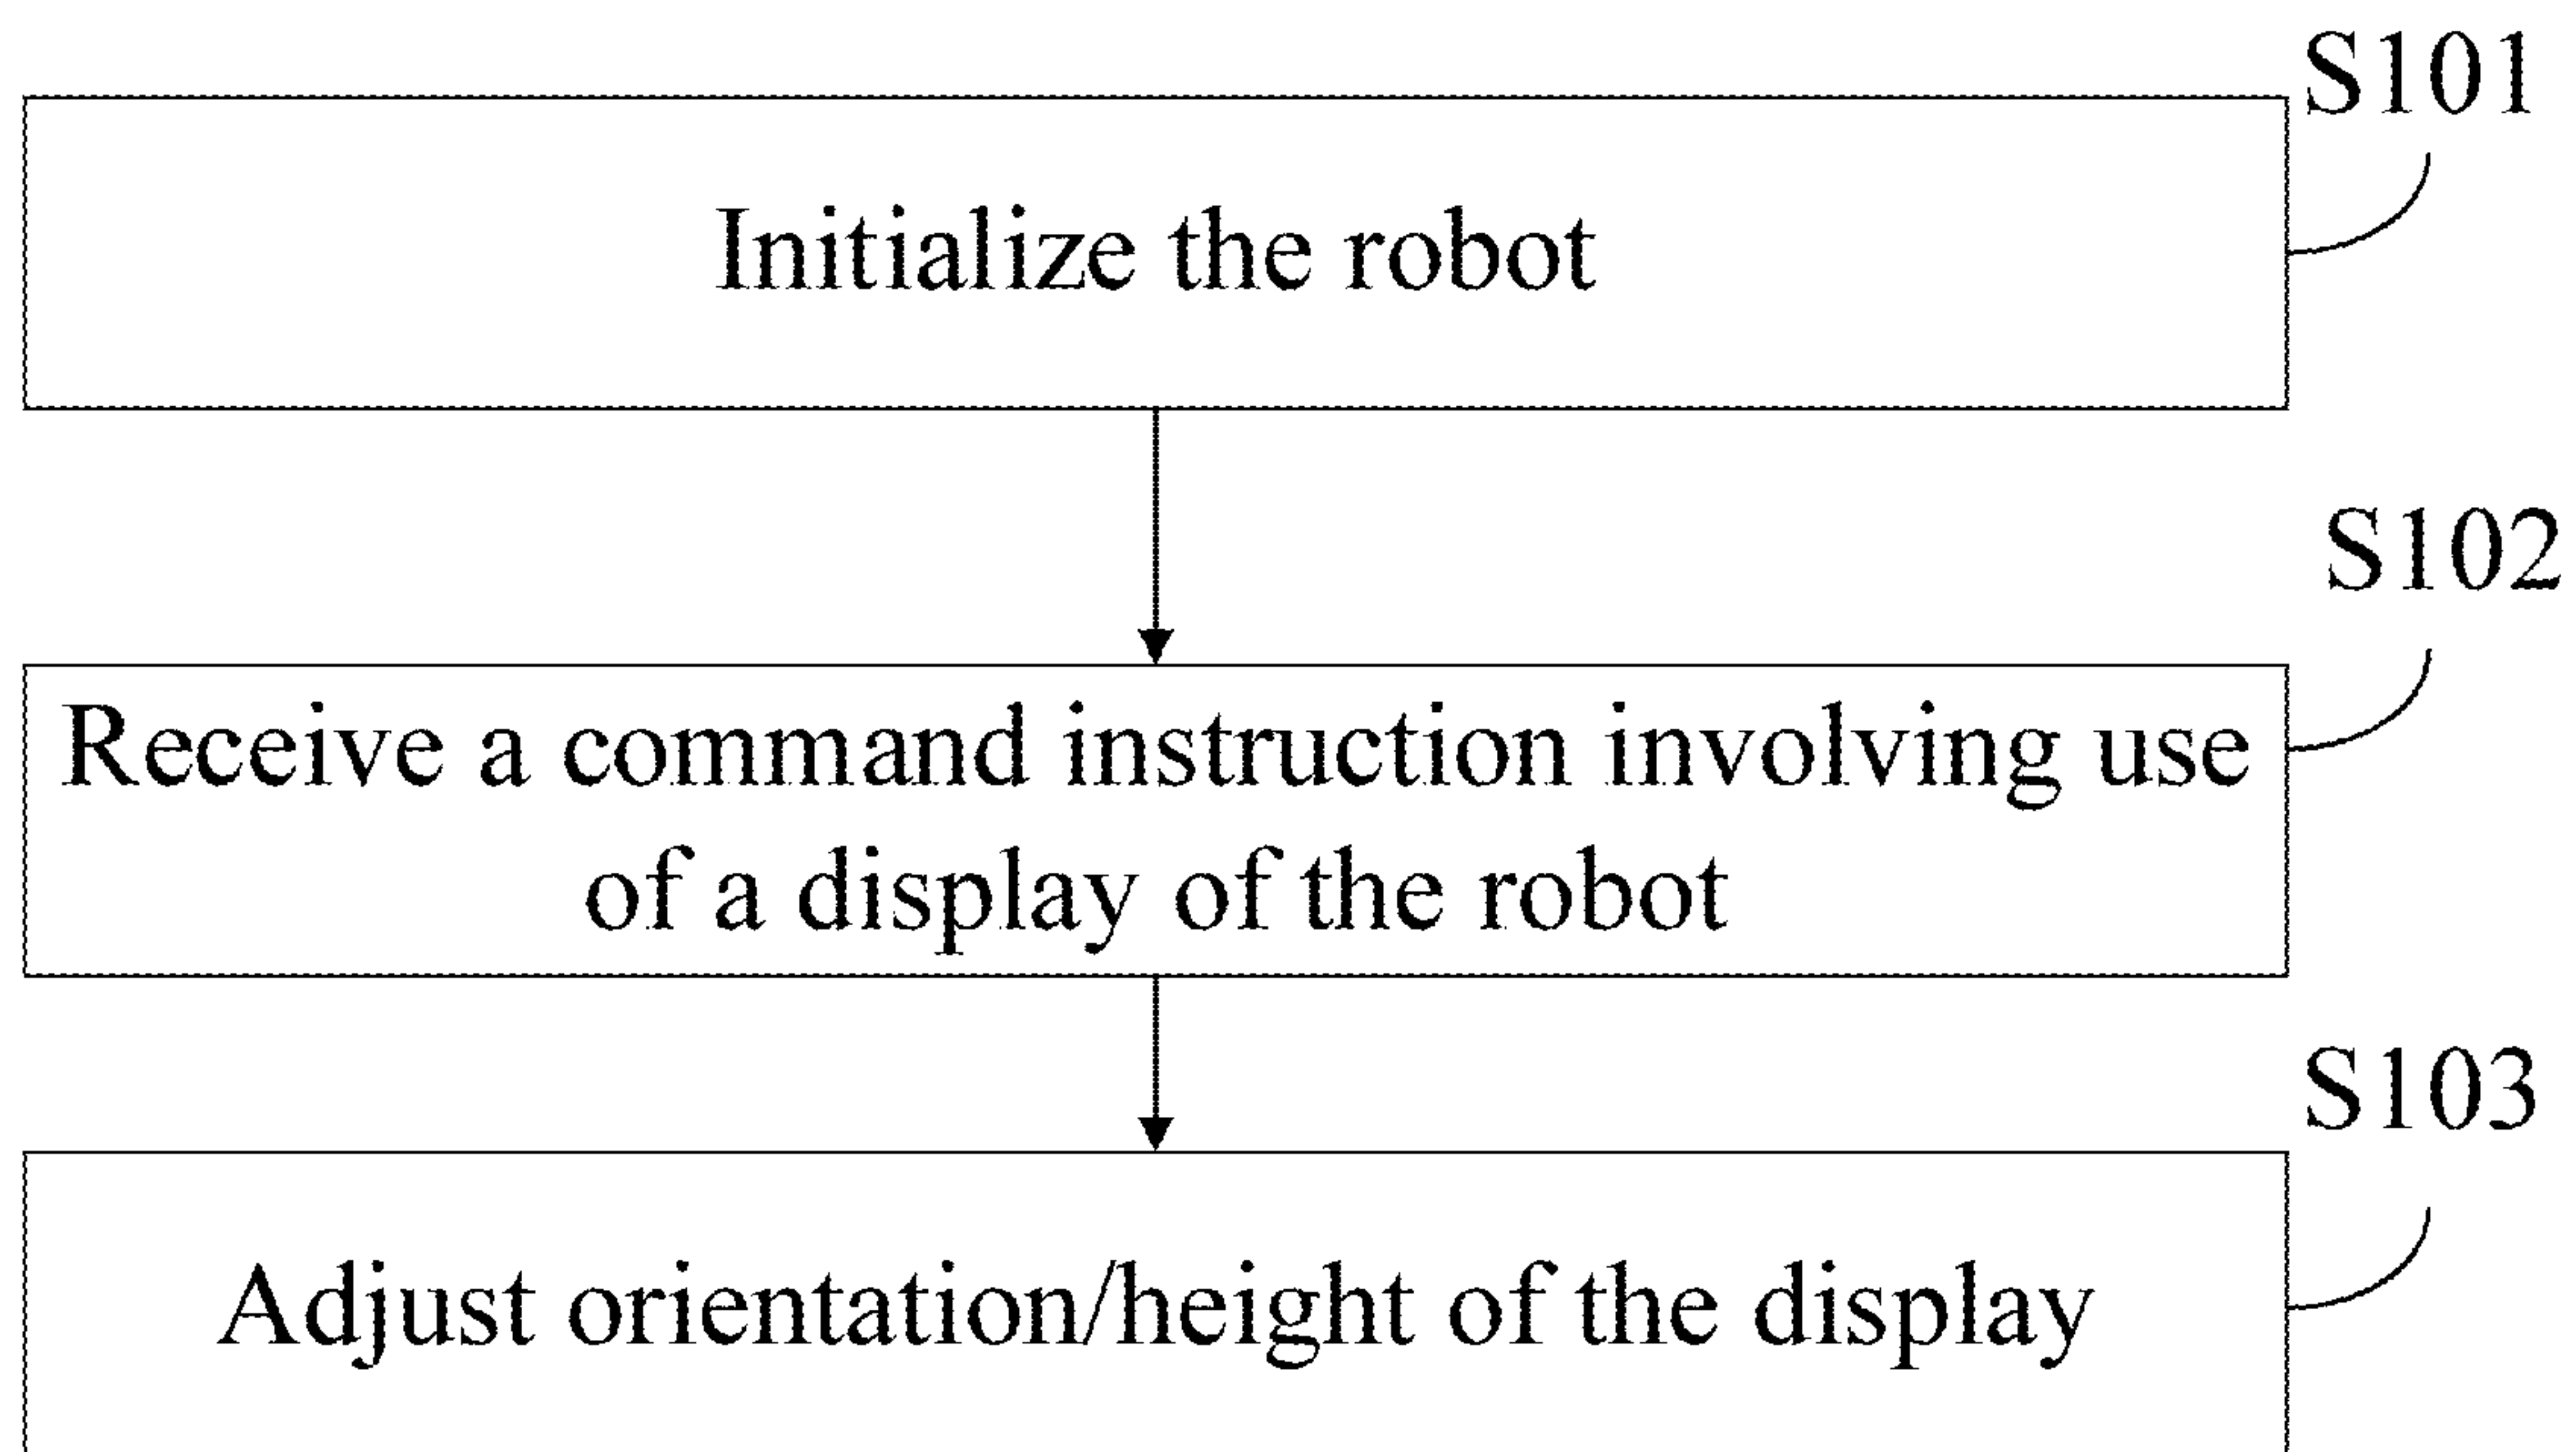 S101
Initialize the robot
S102
Receive a command instruction involving use
of a display of the robot
S103
Adjust orientation/height of the display